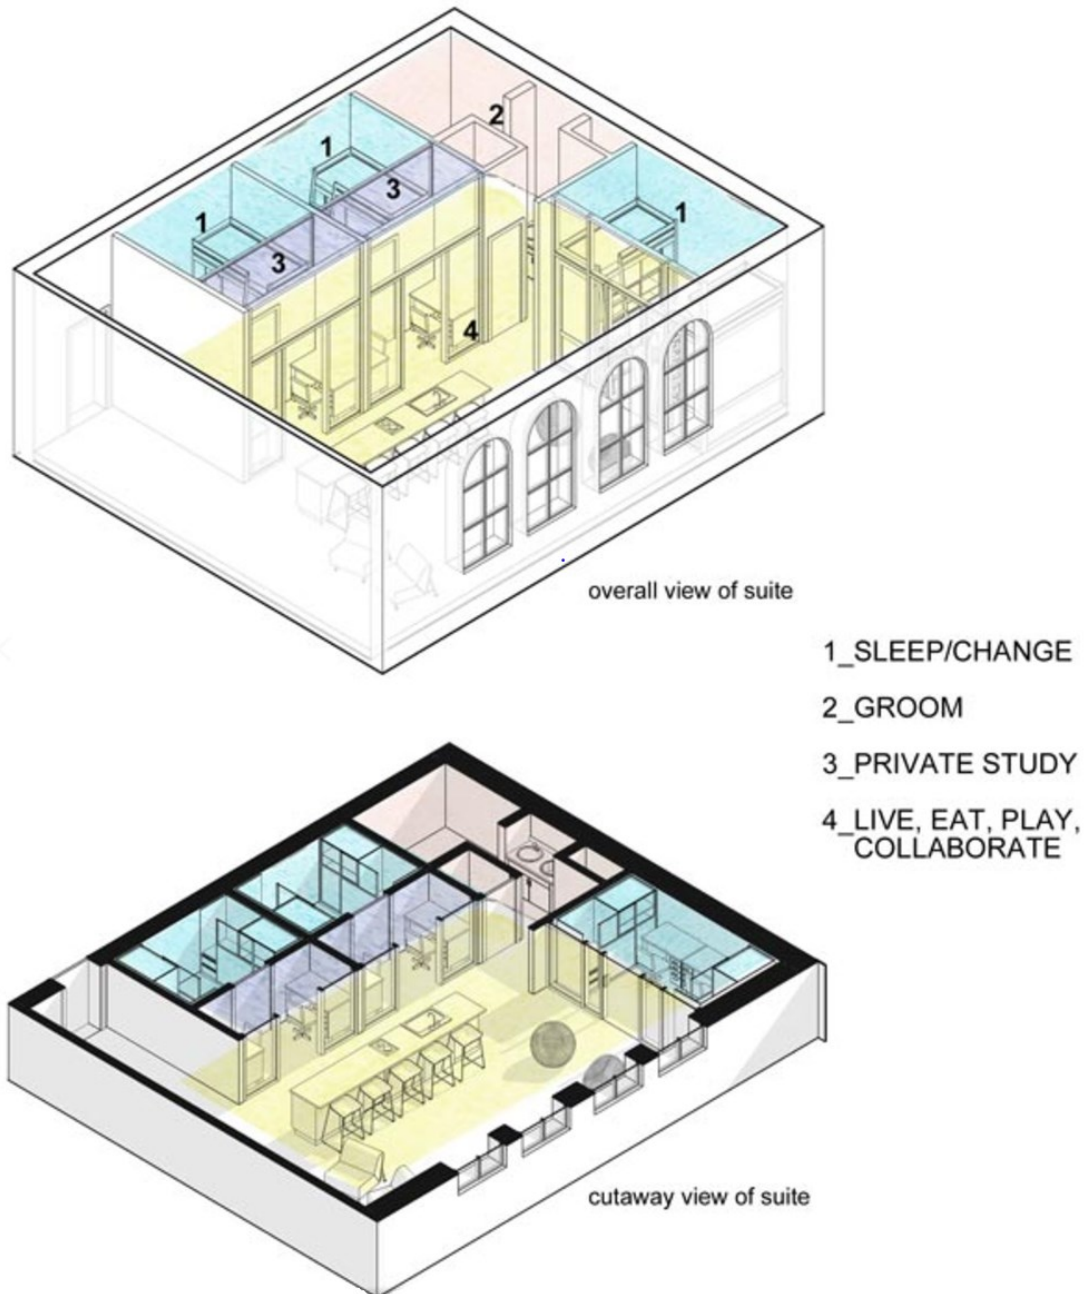 2
1
3
1
1
3
4
overall view of suite
1_SLEEP/CHANGE
2_GROOM
3_PRIVATE STUDY
4_LIVE, EAT, PLAY,
COLLABORATE
cutaway view of suite